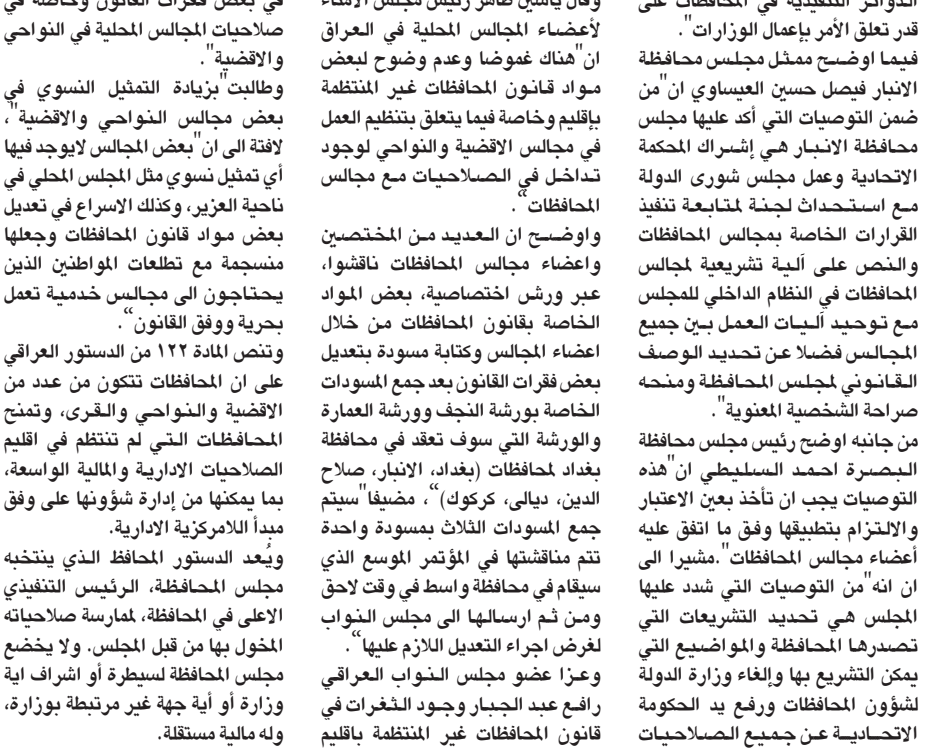 الدوائر التنفيذية في المحافظات على
قدر تعلق الأمر بإعمال الوزارات".
فيما اوضح ممثل مجلس محافظة
الانبار فيصل حسين العيساوي ان"من
ضمن التوصيات التي أكد عليها مجلس
محافظة الانبار هي إشراك المحكمة
الاتحادية وعمل مجلس شورى الدولة
مع استحداث لجنة لمتابعة تنفيذ
القرارات الخاصة بمجالس المحافظات
والنص على آلية تشريعية لمجالس
المحافظات في النظام الداخلي للمجلس
مع توحيد آليات العمل بين جميع
المجالس فضلا عن تحديد الوصف
القانوني لمجلس المحافظة ومنحه
صراحة الشخصية المعنوية".
من جانبه اوضح رئيس مجلس محافظة
البصرة احمد السليطي ان"هذه
التوصيات يجب ان تأخذ بعين الاعتبار
والالتزام بتطبيقها وفق ما اتفق عليه
أعضاء مجالس المحافظات".مشيرا الى
ان انه"من التوصيات التي شدد عليها
المجلس هي تحديد التشريعات التي
تصدرها المحافظة والمواضيع التي
يمكن التشريع بها وإلغاء وزارة الدولة
لشؤون المحافظات ورفع يد الحكومة
الاتحادية عن جميع الصلاحيات
وقال ياسين طاهر رئيس مجلس الأمناء
لأعضاء المجالس المحلية في العراق
ان"هناك غموضا وعدم وضوح لبعض
مواد قانون المحافظات غير المنتظمة
بإقليم وخاصة فيما يتعلق بتنظيم العمل
في مجالس الاقضية والنواحي لوجود
تداخل في الصلاحيات مع مجالس
المحافظات“.
واوضح ان العديد من المختصين
واعضاء مجالس المحافظات ناقشوا،
عبر ورش اختصاصية، بعض المواد
الخاصة بقانون المحافظات من خلال
اعضاء المجالس وكتابة مسودة بتعديل
بعض فقرات القانون بعد جمع المسودات
الخاصة بورشة النجف وورشة العمارة
والورشة التي سوف تعقد في محافظة
بغداد لمحافظات (بغداد، الانبار، صلاح
الدين، ديالى، كركوك)“، مضيفا"سيتم
جمع المسودات الثلاث بمسودة واحدة
تتم مناقشتها في المؤتمر الموسع الذي
سيقام في محافظة واسط في وقت لاحق
ومن ثم ارسالها الى مجلس النواب
لغرض اجراء التعديل اللازم عليها“.
وعزا عضو مجلس النواب العراقي
رافع عبد الجبار وجود الثغرات في
قانون المحافظات غير المنتظمة باقليم
في بعض فقرات القانون وخاصة في
صلاحيات المجالس المحلية في النواحي
والاقضية".
وطالبت"بزيادة التمثيل النسوي في
بعض مجالس النواحي والاقضية"،
لافتة الى ان"بعض المجالس لايوجد فيها
أي تمثيل نسوي مثل المجلس المحلي في
ناحية العزير، وكذلك الاسراع في تعديل
بعض مواد قانون المحافظات وجعلها
منسجمة مع تطلعات المواطنين الذين
يحتاجون الى مجالس خدمية تعمل
بحرية ووفق القانون“.
وتنص المادة ١٢٢ من الدستور العراقي
على ان المحافظات تتكون من عدد من
الاقضية والنواحي والقرى، وتمنح
المحافظات التي لم تنتظم في اقليم
الصلاحيات الادارية والمالية الواسعة،
بما يمكنها من إدارة شؤونها على وفق
مبدأ اللامركزية الادارية.
ويُعد الدستور المحافظ الذي ينتخبه
مجلس المحافظة، الرئيس التنفيذي
الاعلى في المحافظة، لممارسة صلاحياته
المخول بها من قبل المجلس. ولا يخضع
مجلس المحافظة لسيطرة أو اشراف اية
وزارة أو أية جهة غير مرتبطة بوزارة،
وله مالية مستقلة.